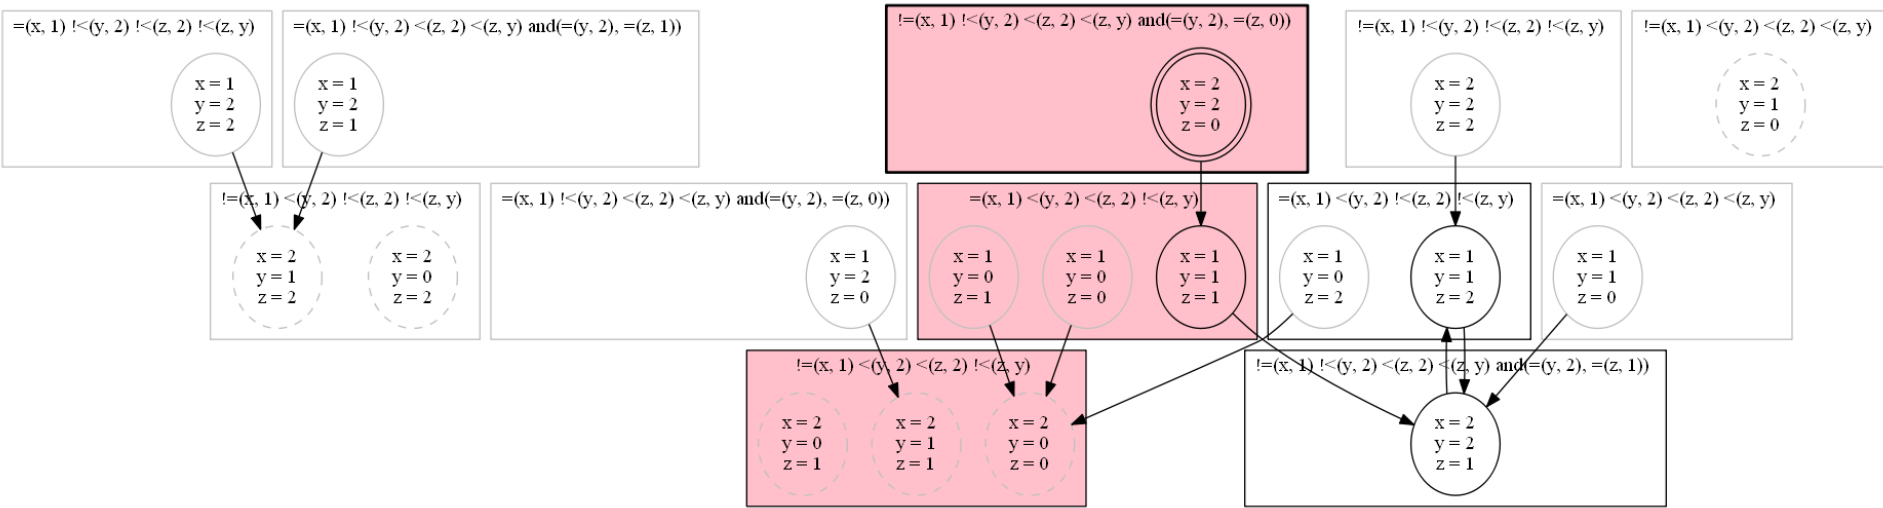 =(x, 1) !<(y, 2) !<(z, 2) !<(z, y)
x = 1
y = 2
z = 2
=(x, 1) !<(y, 2) <(z, 2) <(z, y) and(=(y, 2), =(z, 1))
x = 1
y = 2
z = 1
!=(x, 1) !<(y, 2) <(z, 2) <(z, y) and(=(y, 2), =(z, 0))
x = 2
y = 2
z = 0
!=(x, 1) !<(y, 2) !<(z, 2) !<(z, y)
x = 2
y = 2
z = 2
!=(x, 1) <(y, 2) <(z, 2) <(z, y)
x = 2
y = 1
z = 0
!=(x, 1) <(y, 2) !<(z, 2) !<(z, y)
x = 2
y = 1
z = 2
x = 2
y = 0
z = 2
=(x, 1) !<(y, 2) <(z, 2) <(z, y) and(=(y, 2), =(z, 0))
x = 1
y = 2
z = 0
=(x, 1) <(y, 2) <(z, 2) !<(z, y)
x = 1
y = 0
z = 1
x = 1
y = 0
z = 0
x = 1
y = 1
z = 1
=(x, 1) <(y, 2) !<(z, 2) !<(z, y)
x = 1
y = 0
z = 2
x = 1
y = 1
z = 2
=(x, 1) <(y, 2) <(z, 2) <(z, y)
x = 1
y = 1
z = 0
!=(x, 1) <(y, 2) <(z, 2) !<(z, y)
x = 2
y = 0
z = 1
x = 2
y = 1
z = 1
x = 2
y = 0
z = 0
!=(x, 1) !<(y, 2) <(z, 2) <(z, y) and(=(y, 2), =(z, 1))
x = 2
y = 2
z = 1